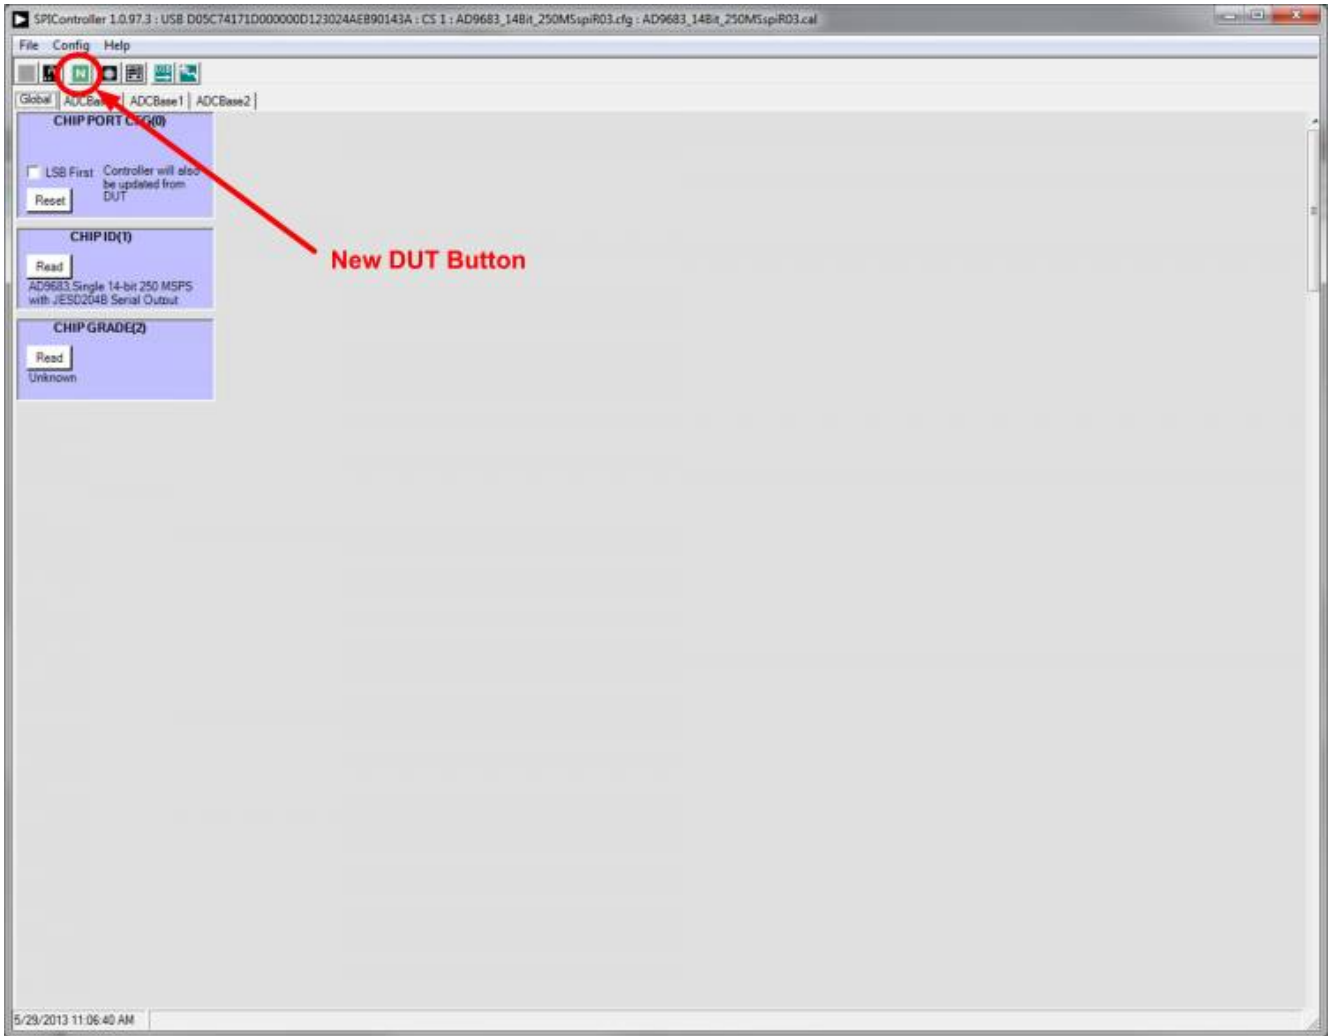 SPIController 1.0.97.3 : USB D05C74171D000000D123024AEB90143A : CS 1 : AD9683_14Bit_250MSspiR03.cfg : AD9683_14Bit_250MSspiR03.cal
File Config Help
N
Global ADCBase1 ADCBase2
CHIP PORT CFG(0)
LSB First
Controller will also
be updated from
DUT
Reset
CHIP ID(1)
Read
AD9683,Single 14-bit 250 MSPS
with JESD204B Serial Output
CHIP GRADE(2)
Read
Unknown
New DUT Button
5/29/2013 11:06:40 AM